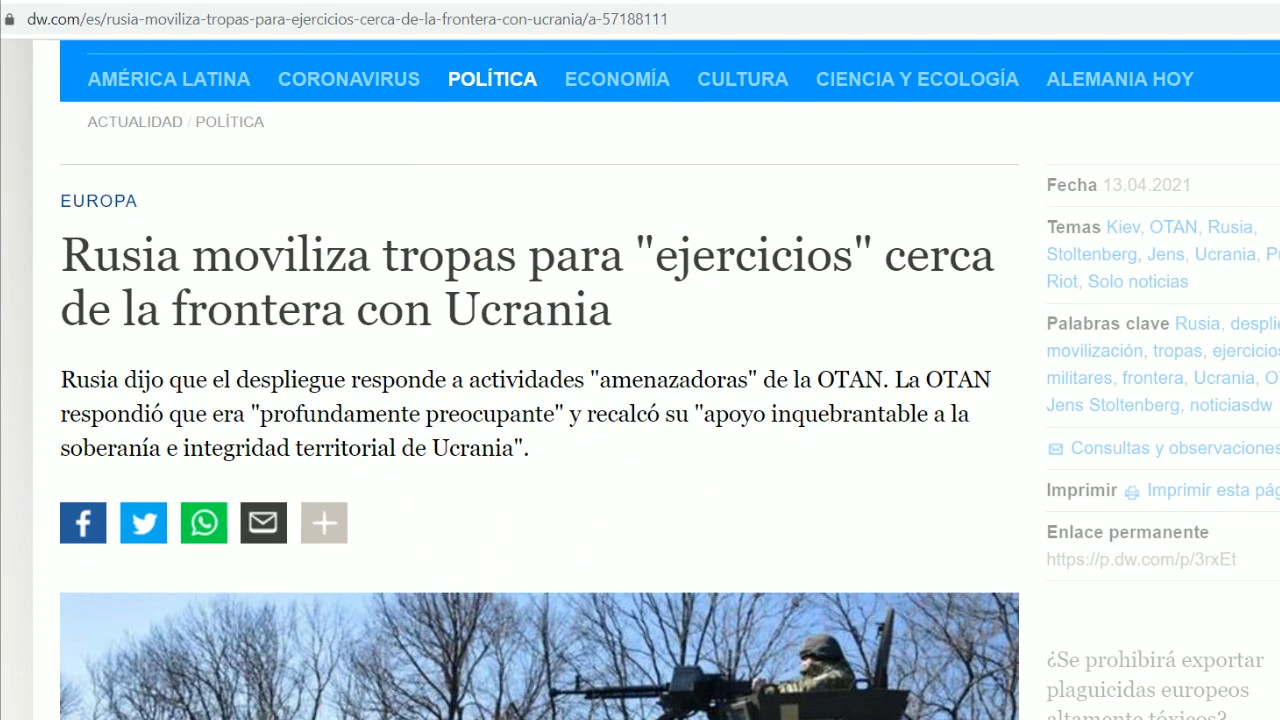 dw.com/es/rusia-moviliza-tropas-para-ejercicios-cerca-de-la-frontera-con-ucrania/a-57188111
AMÉRICA LATINA CORONAVIRUS POLÍTICA ECONOMÍA CULTURA CIENCIA Y ECOLOGÍA ALEMANIA HOY
ACTUALIDAD / POLÍTICA
EUROPA
Rusia moviliza tropas para "ejercicios" cerca
de la frontera con Ucrania
Rusia dijo que el despliegue responde a actividades "amenazadoras" de la OTAN. La OTAN
respondió que era "profundamente preocupante" y recalcó su "apoyo inquebrantable a la
soberanía e integridad territorial de Ucrania".
Fecha 13.04.2021
Temas Kiev, OTAN, Rusia,
Stoltenberg, Jens, Ucrania,
Riot, Solo noticias
Palabras clave Rusia,
movilización, tropas,
militares, frontera, Ucrania,
Jens Stoltenberg, noticiasdw
Consultas y observaciones
Imprimir Imprimir esta
Enlace permanente
https://p.dw.com/p/3rxEt
¿Se prohibirá exportar
plaguicidas europeos
altamente tóxicos?